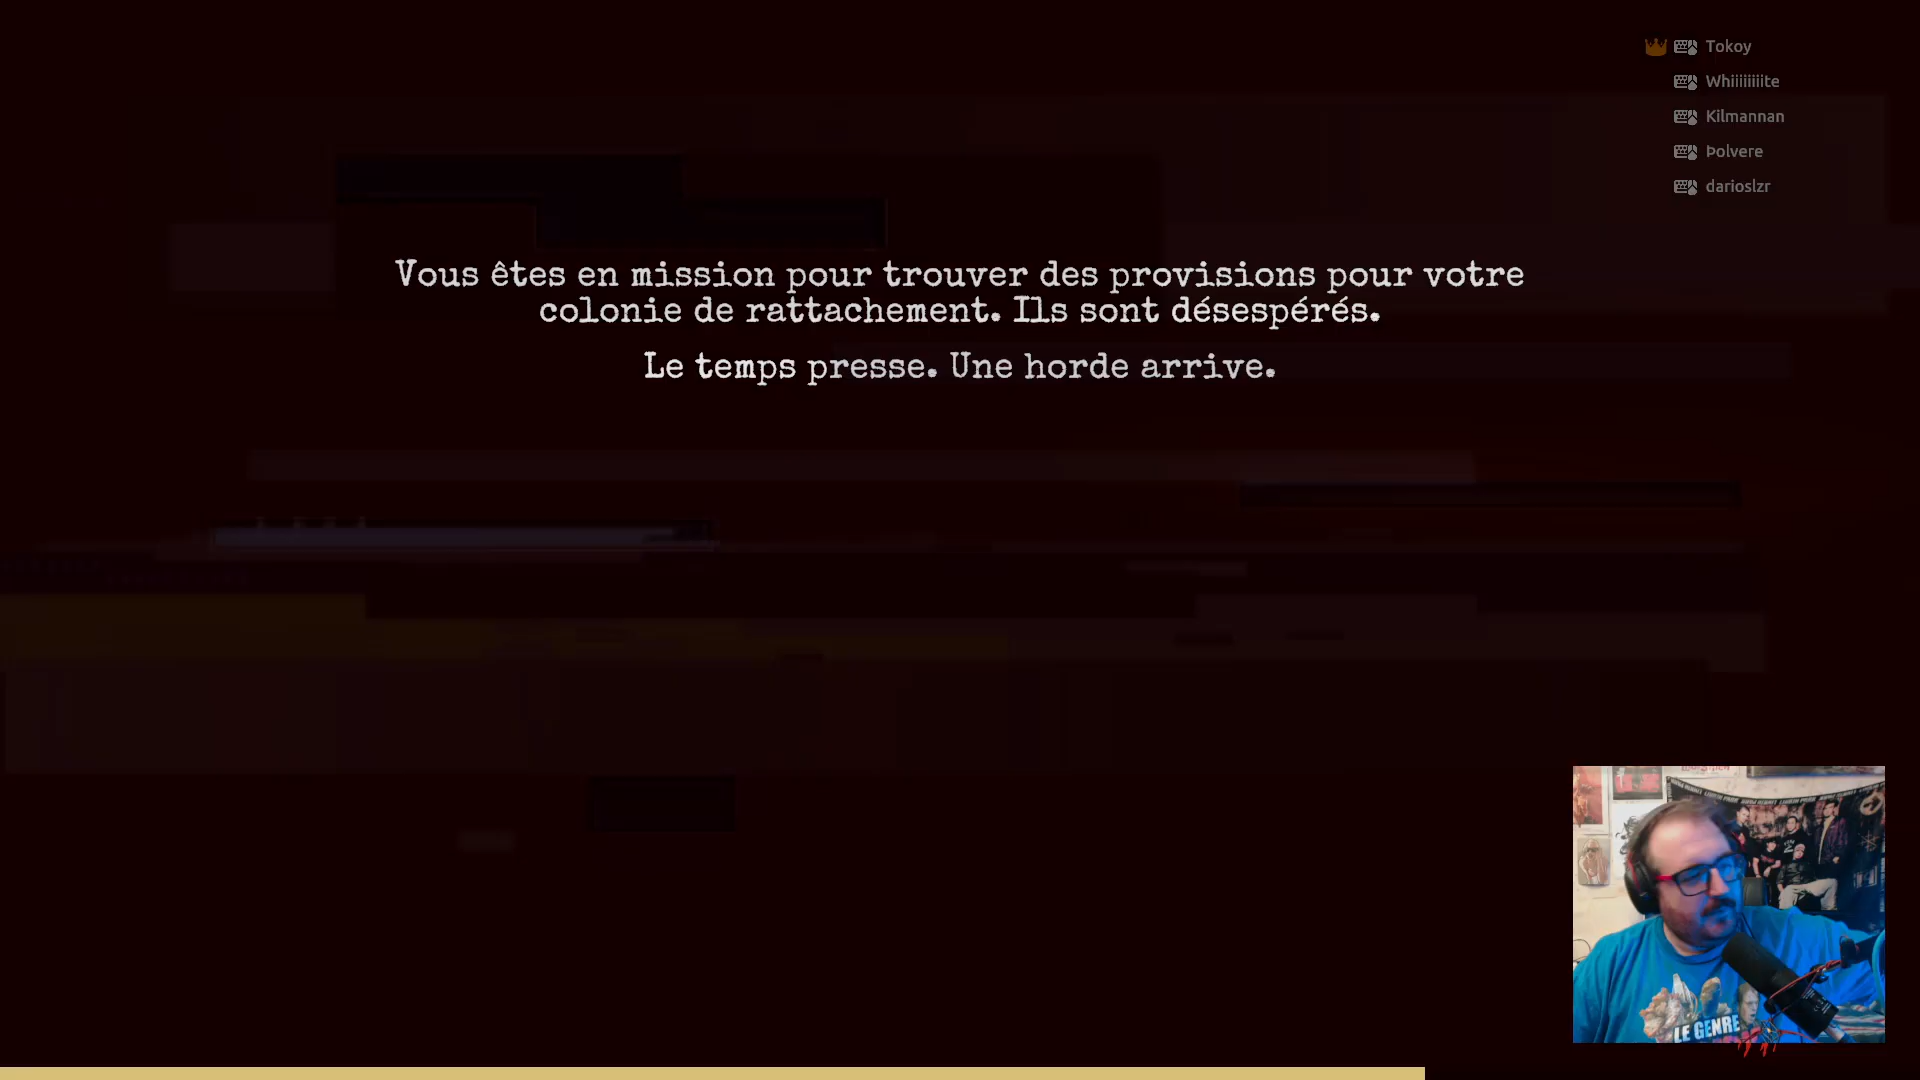 Tokoy
Whiiiiiiiite
Kilmannan
Þolvere
darioslzr
Vous êtes en mission pour trouver des provisions pour votre
colonie de rattachement. Ils sont désespérés.
Le temps presse. Une horde arrive.
LE GENRE